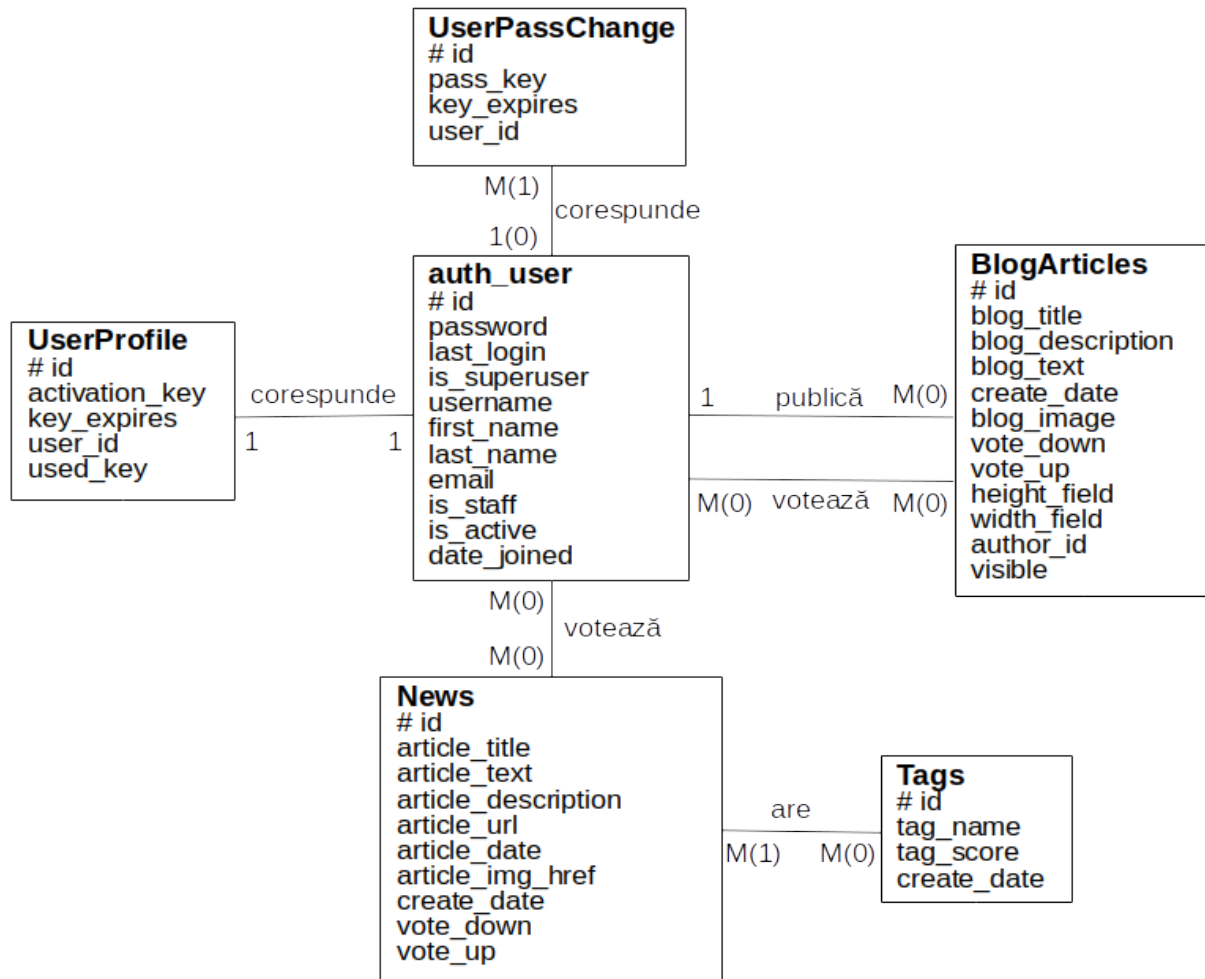 UserPassChange
# id
pass_key
key_expires
user_id
M(1)
corespunde
1(0)
auth_user
# id
password
last_login
is_superuser
username
first_name
last_name
email
is_staff
is_active
date_joined
UserProfile
# id
activation_key
key_expires
user_id
used_key
corespunde
1
1
BlogArticles
# id
blog_title
blog_description
blog_text
create_date
blog_image
vote_down
vote_up
height_field
width_field
author_id
visible
1
publică
M(0)
M(0)
votează
M(0)
M(0)
votează
M(0)
News
# id
article_title
article_text
article_description
article_url
article_date
article_img_href
create_date
vote_down
vote_up
are
M(1)
M(0)
Tags
# id
tag_name
tag_score
create_date